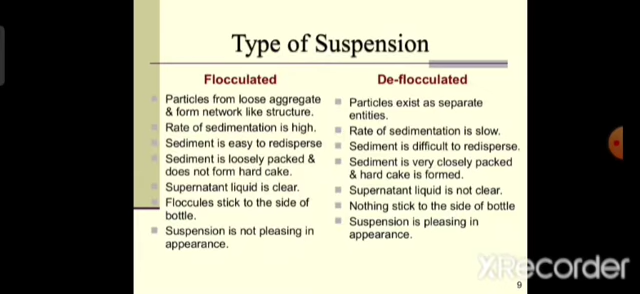 Type of Suspension
Flocculated
Particles from loose aggregate
& form network like structure.
Rate of sedimentation is high.
Sediment is easy to redisperse
Sediment is loosely packed &
does not form hard cake.
Supernatant liquid is clear.
Floccules stick to the side of
bottle.
Suspension is not pleasing in
appearance.
De-flocculated
Particles exist as separate
entities.
Rate of sedimentation is slow.
Sediment is difficult to redisperse.
Sediment is very closely packed
& hard cake is formed.
Supernatant liquid is not clear.
Nothing stick to the side of bottle
Suspension is pleasing in
appearance.
XRecorder
9